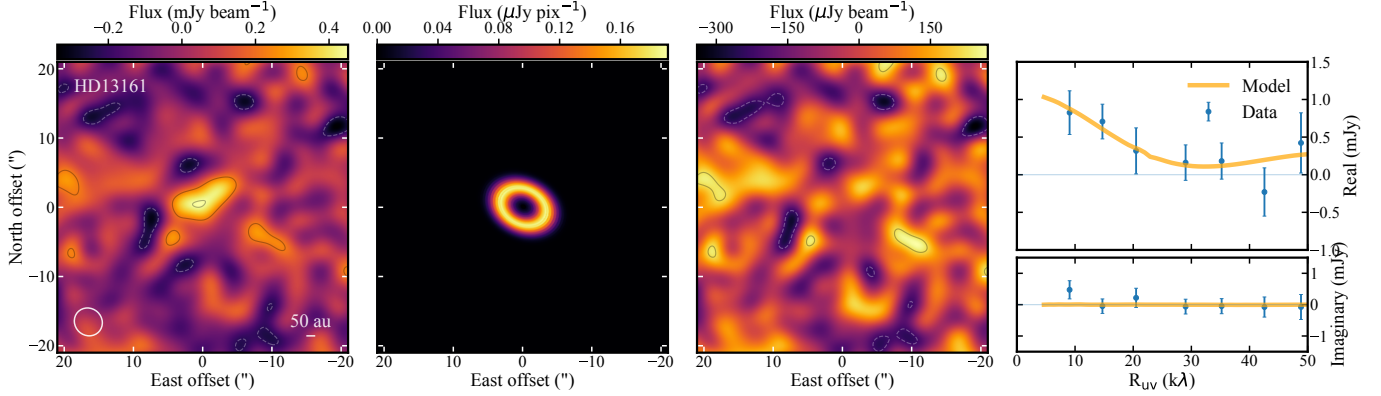 Flux (mJy beam⁻¹)
−0.2 0.0 0.2 0.4
HD13161
20
10
0
−10
−20
North offset (")
50 au
20 10 0 −10 −20
East offset (")
Flux (μJy pix⁻¹)
0.00 0.04 0.08 0.12 0.16
20 10 0 −10 −20
East offset (")
Flux (μJy beam⁻¹)
−300 −150 0 150
20 10 0 −10 −20
East offset (")
Model
Data
1.5
1.0
0.5
0.0
−0.5
−1.0
Real (mJy)
1
0
−1
Imaginary (mJy)
0 10 20 30 40 50
R_uv (kλ)